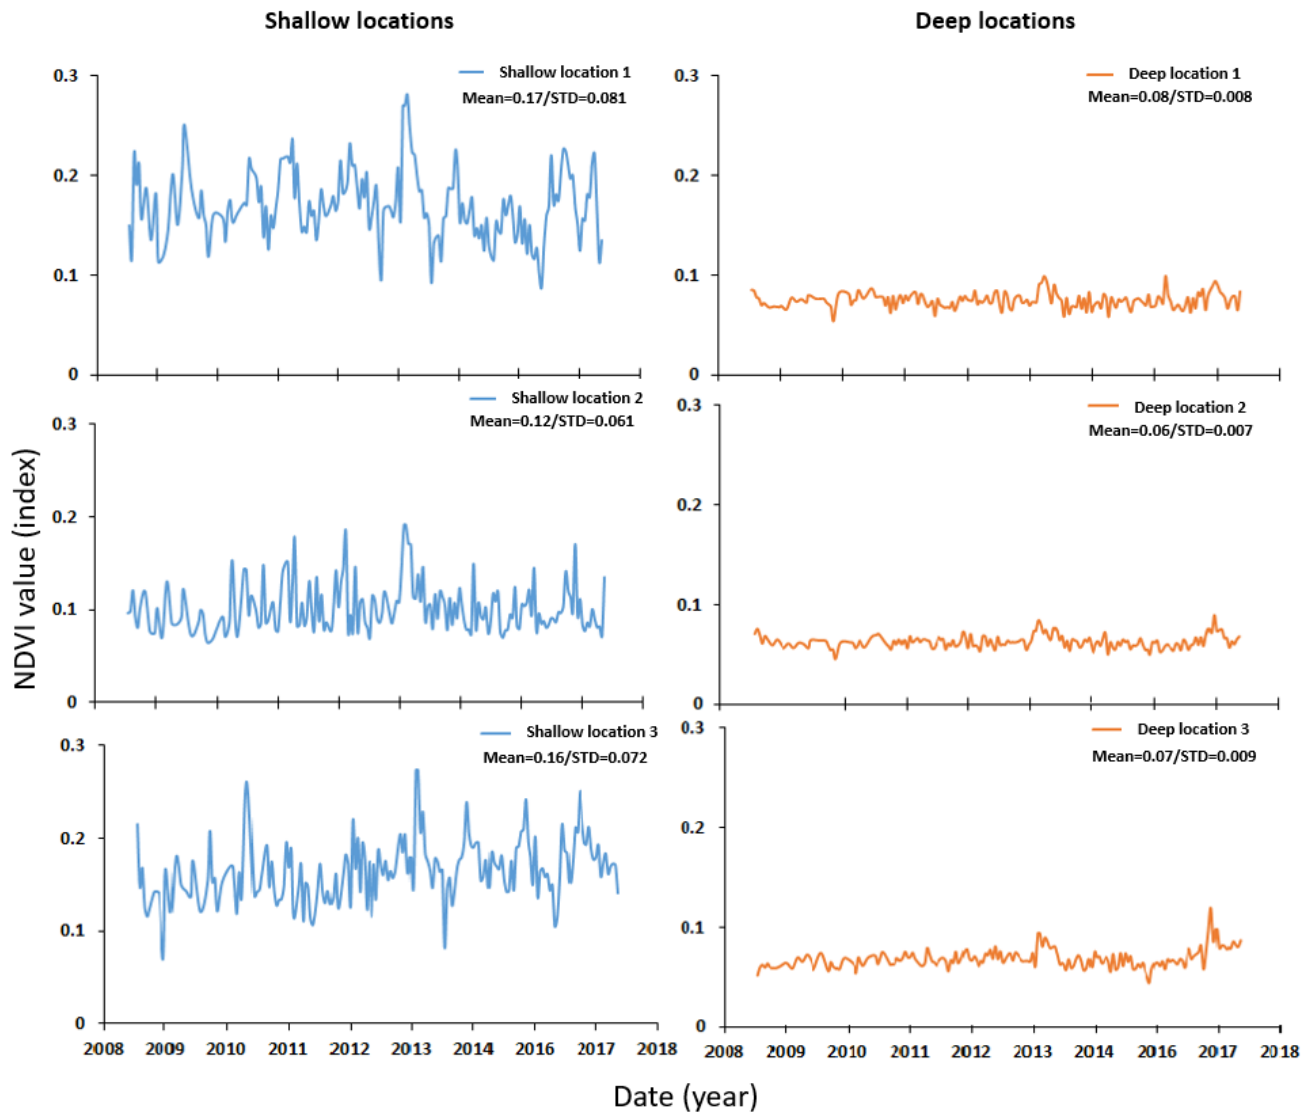 Shallow locations
Deep locations
NDVI value (index)
Shallow location 1
Mean=0.17/STD=0.081
0.3
0.2
0.1
0
Deep location 1
Mean=0.08/STD=0.008
0.3
0.2
0.1
0
Shallow location 2
Mean=0.12/STD=0.061
0.3
0.2
0.1
0
Deep location 2
Mean=0.06/STD=0.007
0.3
0.2
0.1
0
Shallow location 3
Mean=0.16/STD=0.072
0.3
0.2
0.1
0
2008 2009 2010 2011 2012 2013 2014 2015 2016 2017 2018
Deep location 3
Mean=0.07/STD=0.009
0.3
0.2
0.1
0
2008 2009 2010 2011 2012 2013 2014 2016 2017 2018
Date (year)